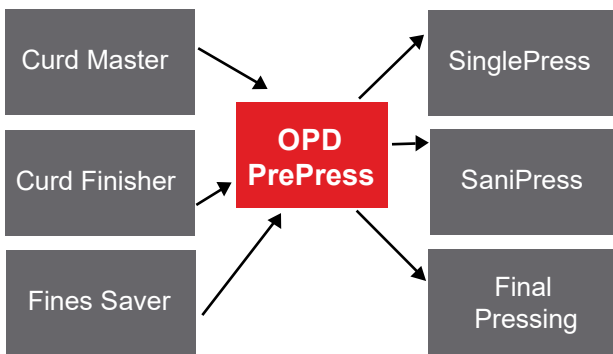 Curd Master
Curd Finisher
Fines Saver
OPD
PrePress
SinglePress
SaniPress
Final
Pressing